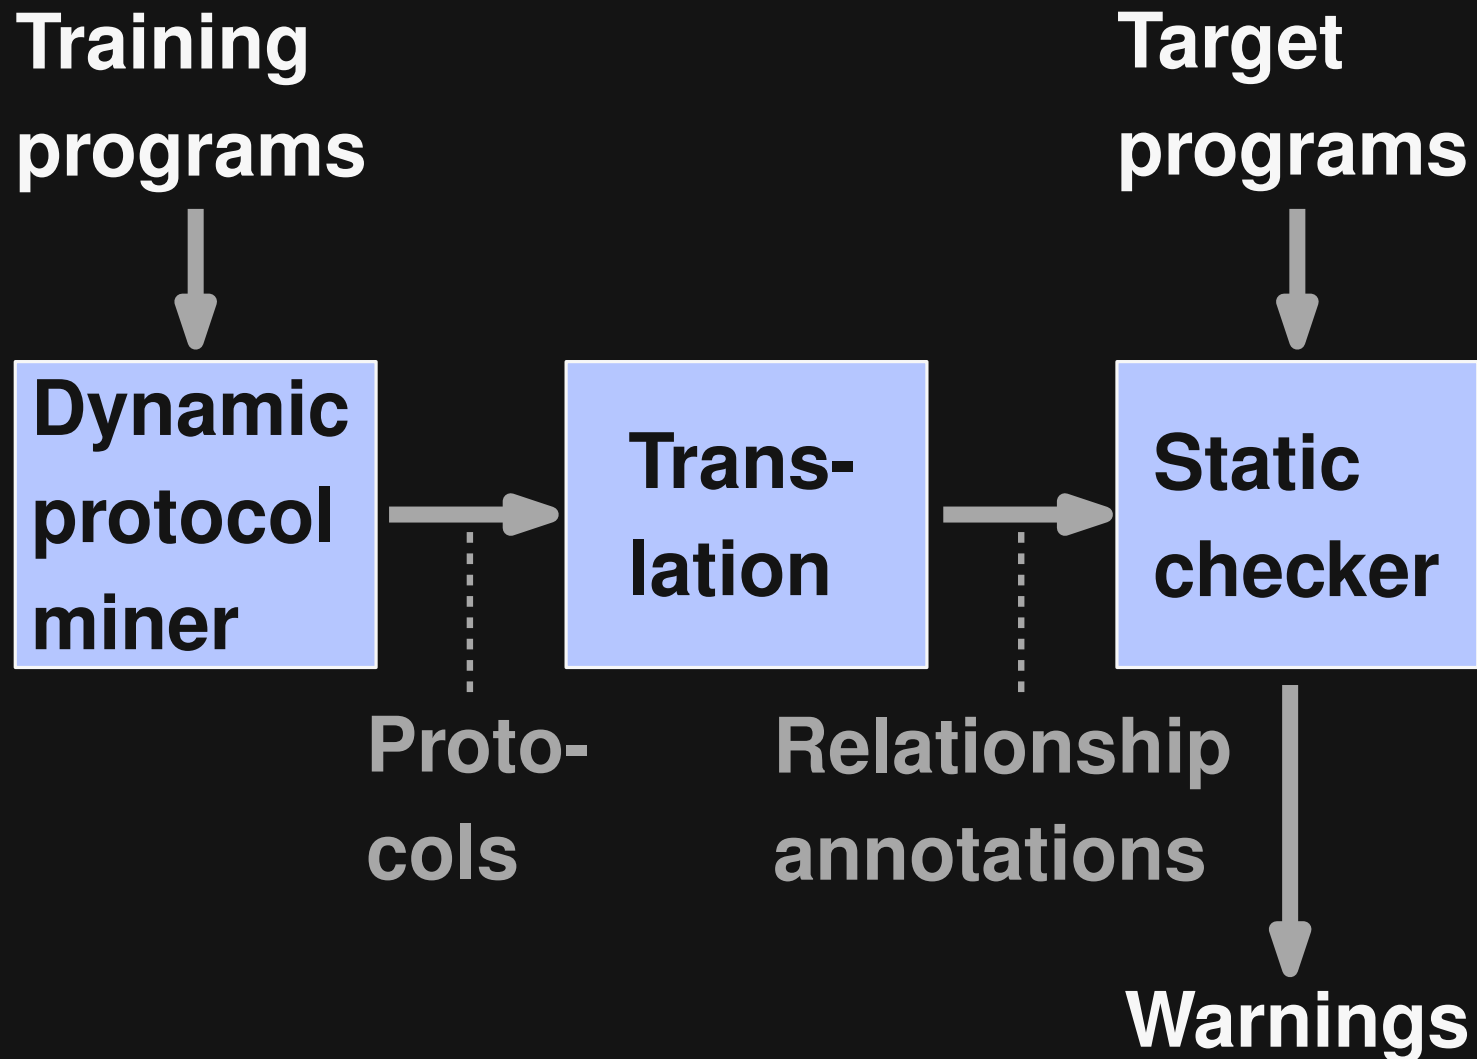 Training
programs
Target
programs
Dynamic
protocol
miner
Trans-
lation
Static
checker
Proto-
cols
Relationship
annotations
Warnings